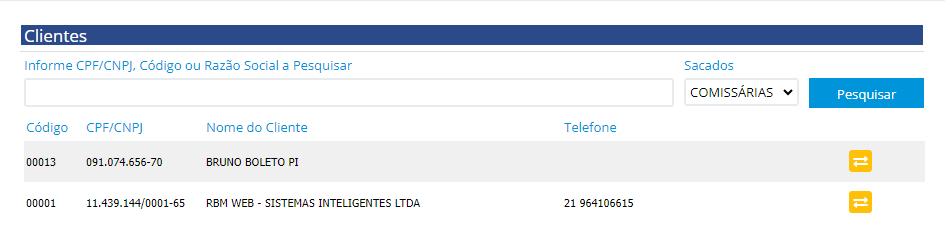 Clientes
Informe CPF/CNPJ, Código ou Razão Social a Pesquisar Sacados
COMISSÁRIAS Pesquisar
Código CPF/CNPJ Nome do Cliente Telefone
00013 091.074.656-70 BRUNO BOLETO PI
00001 11.439.144/0001-65 RBM WEB - SISTEMAS INTELIGENTES LTDA 21 964106615